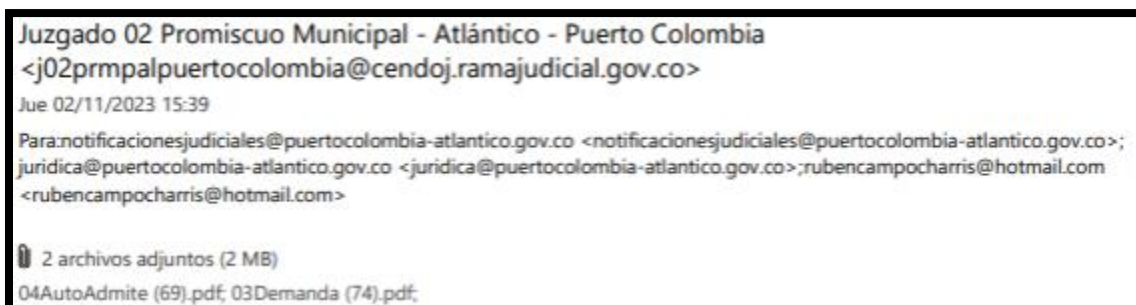 Juzgado 02 Promiscuo Municipal - Atlántico - Puerto Colombia
<j02prmpalpuertocolombia@cendoj.ramajudicial.gov.co>
Jue 02/11/2023 15:39
Para:notificacionesjudiciales@puertocolombia-atlantico.gov.co <notificacionesjudiciales@puertocolombia-atlantico.gov.co>;
juridica@puertocolombia-atlantico.gov.co <juridica@puertocolombia-atlantico.gov.co>;rubencampocharris@hotmail.com
<rubencampocharris@hotmail.com>
2 archivos adjuntos (2 MB)
04AutoAdmite (69).pdf; 03Demanda (74).pdf;